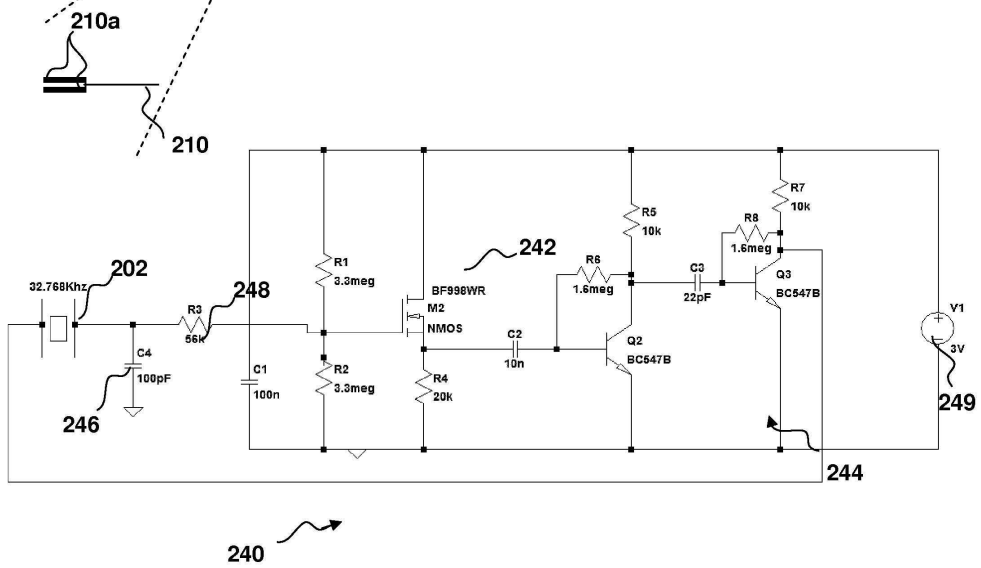 210a
210
R7
10k
R5
10k
R8
1.6meg
242
202
248
32.768Khz
R1
3.3meg
R6
1.6meg
C3
22pF
Q3
BC547B
BF998WR
M2
NMOS
R3
56k
V1
3V
C2
10n
Q2
BC547B
C4
100pF
C1
100n
R2
3.3meg
R4
20k
246
249
244
240